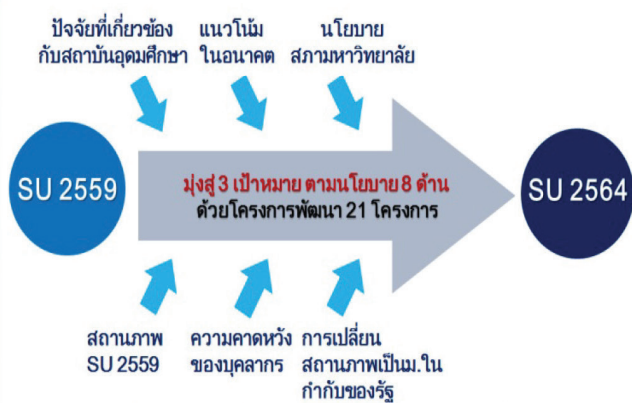 ปัจจัยที่เกี่ยวข้อง
กับสถาบันอุดมศึกษา
แนวโน้ม
ในอนาคต
นโยบาย
สภามหาวิทยาลัย
SU 2559
มุ่งสู่ 3 เป้าหมาย ตามนโยบาย 8 ด้าน
ด้วยโครงการพัฒนา 21 โครงการ
SU 2564
สถานภาพ
SU 2559
ความคาดหวัง
ของบุคลากร
การเปลี่ยน
สถานภาพเป็นม.ใน
กำกับของรัฐ